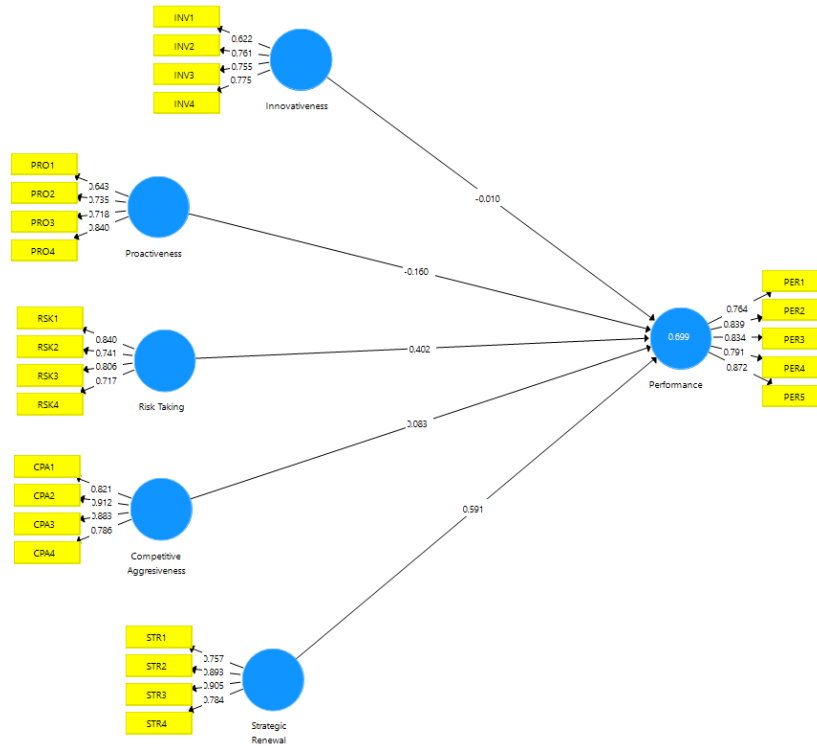 INV1
0.622
INV2
0.761
INV3
0.755
INV4
0.775
Innovativeness
-0.010
PRO1
0.643
PRO2
0.735
PRO3
0.718
PRO4
0.840
Proactiveness
-0.160
RSK1
0.840
RSK2
0.741
RSK3
0.806
RSK4
0.717
Risk Taking
0.402
CPA1
0.821
CPA2
0.912
CPA3
0.883
CPA4
0.786
Competitive
Aggresiveness
0.083
STR1
0.757
STR2
0.893
STR3
0.905
STR4
0.784
Strategic
Renewal
0.591
0.699
Performance
PER1
0.764
PER2
0.839
PER3
0.834
PER4
0.791
PER5
0.872